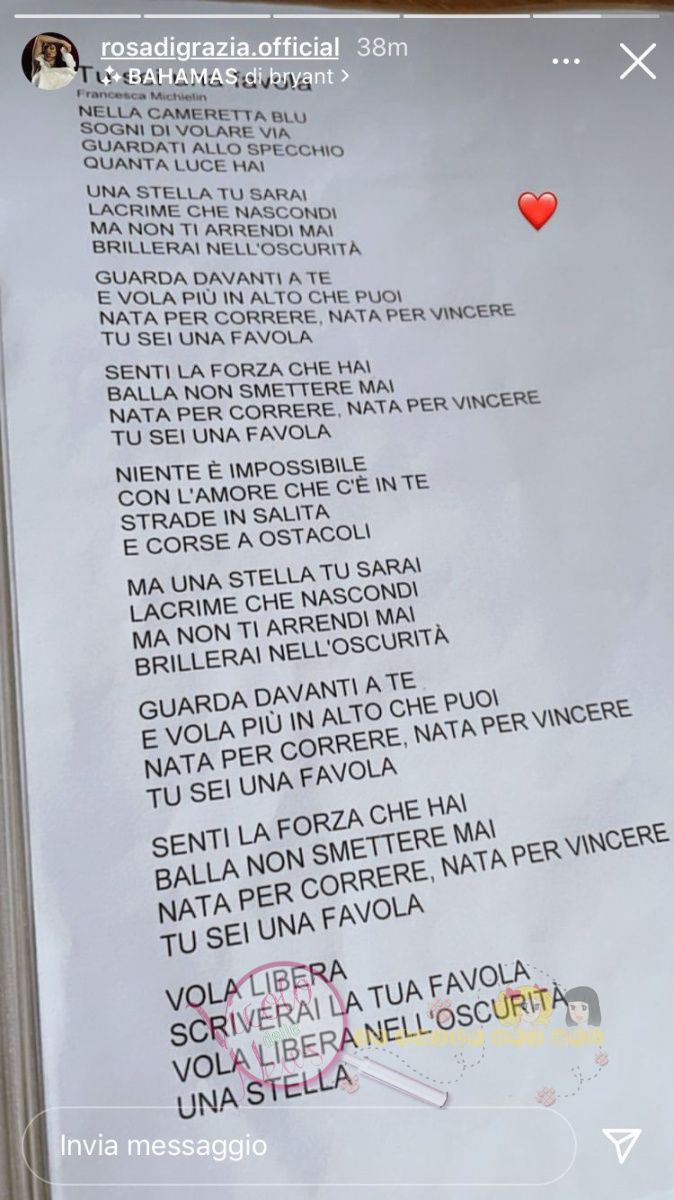 rosadigrazia.official 38m
BAHAMAS di bryant >
Tu sei una favola
Francesca Michielin
NELLA CAMERETTA BLU
SOGNI DI VOLARE VIA
GUARDATI ALLO SPECCHIO
QUANTA LUCE HAI
UNA STELLA TU SARAI
LACRIME CHE NASCONDI
MA NON TI ARRENDI MAI
BRILLERAI NELL'OSCURITÀ
GUARDA DAVANTI A TE
E VOLA PIÙ IN ALTO CHE PUOI
NATA PER CORRERE, NATA PER VINCERE
TU SEI UNA FAVOLA
SENTI LA FORZA CHE HAI
BALLA NON SMETTERE MAI
NATA PER CORRERE, NATA PER VINCERE
TU SEI UNA FAVOLA
NIENTE È IMPOSSIBILE
CON L'AMORE CHE C'È IN TE
STRADE IN SALITA
E CORSE A OSTACOLI
MA UNA STELLA TU SARAI
LACRIME CHE NASCONDI
MA NON TI ARRENDI MAI
BRILLERAI NELL'OSCURITÀ
GUARDA DAVANTI A TE
E VOLA PIÙ IN ALTO CHE PUOI
NATA PER CORRERE, NATA PER VINCERE
TU SEI UNA FAVOLA
SENTI LA FORZA CHE HAI
BALLA NON SMETTERE MAI
NATA PER CORRERE, NATA PER VINCERE
TU SEI UNA FAVOLA
VOLA LIBERA
SCRIVERAI LA TUA FAVOLA
VOLA LIBERA NELL'OSCURITÀ
UNA STELLA
Invia messaggio